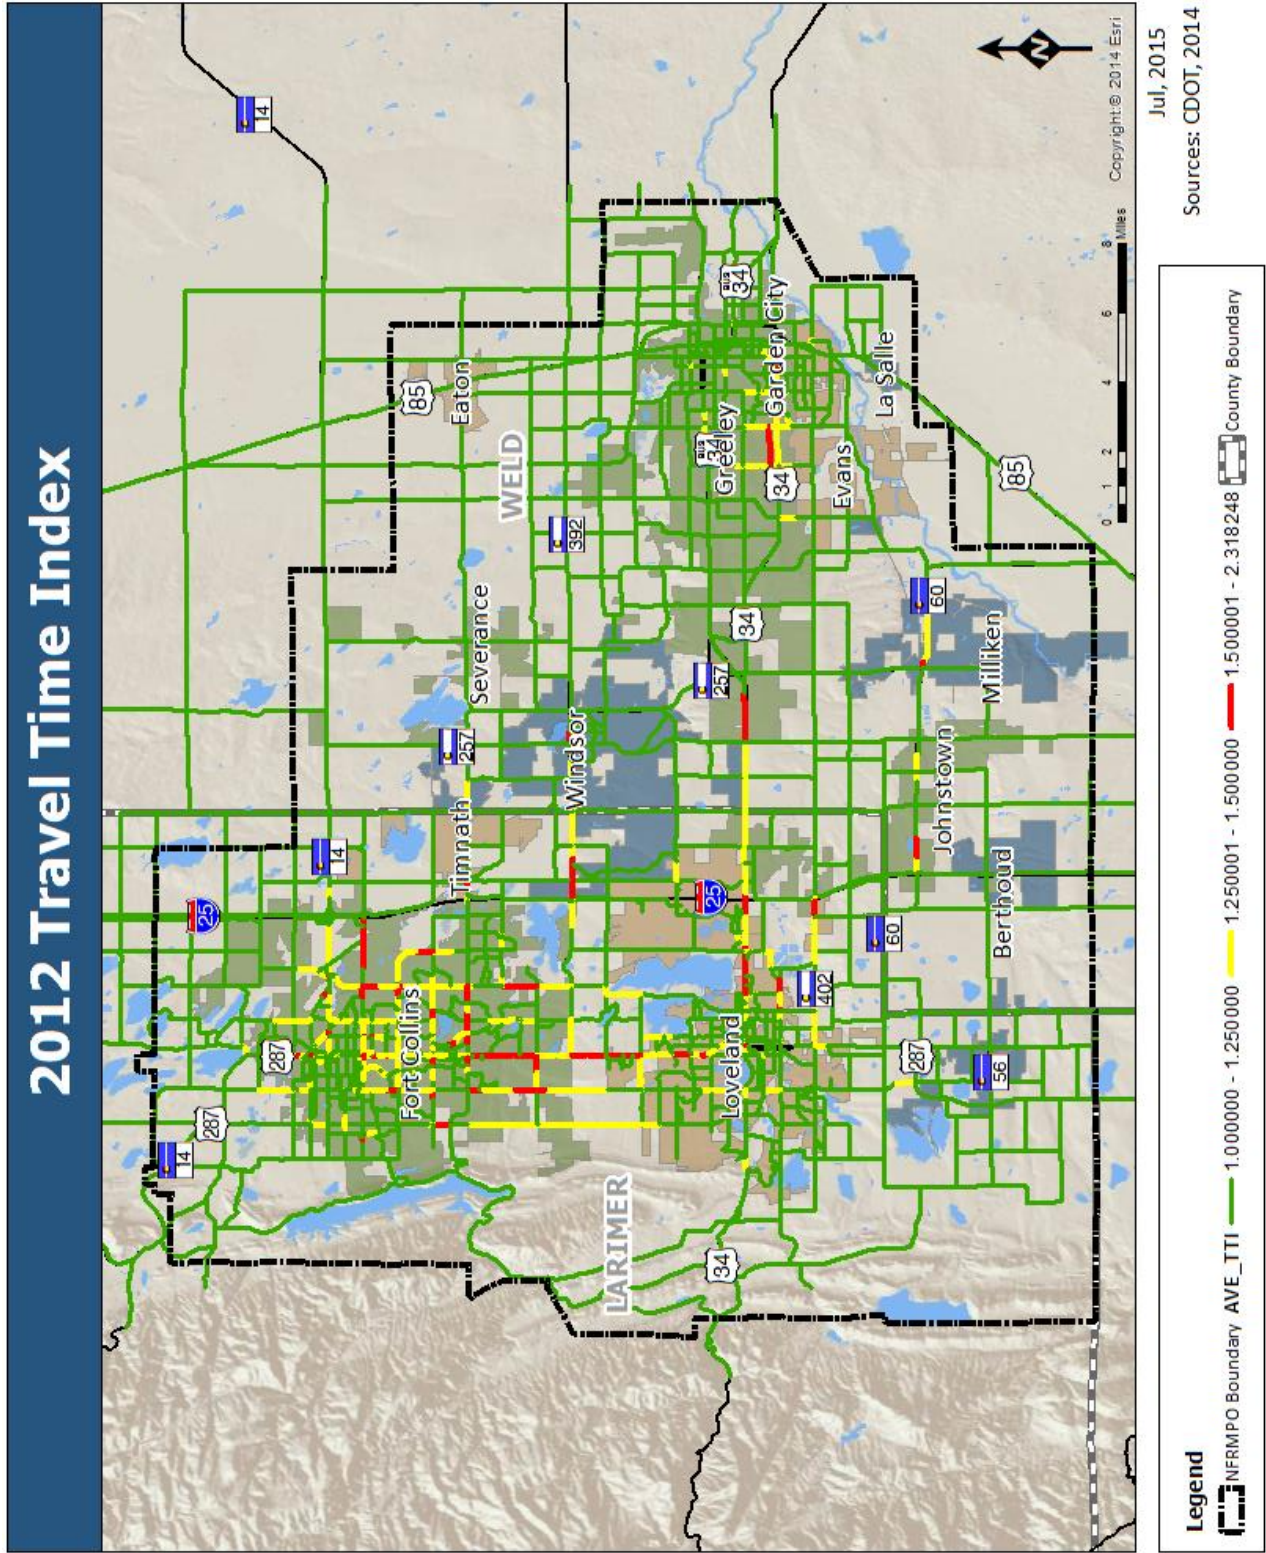 2012 Travel Time Index
14
287
14
287
25
14
85
Fort Collins
Timnath
257
Severance
Eaton
WELD
392
Windsor
LARIMER
34
Loveland
25
257
34
BUS
34
Greeley
BUS
34
34
Garden City
402
Evans
60
60
La Salle
287
Johnstown
56
Berthoud
Milliken
85
N
0 1 2 4 6 8
Miles
Copyright:© 2014 Esri
Jul, 2015
Sources: CDOT, 2014
Legend
NFRMPO Boundary AVE_TTI 1.000000 - 1.250000 1.250001 - 1.500000 1.500001 - 2.318248 County Boundary